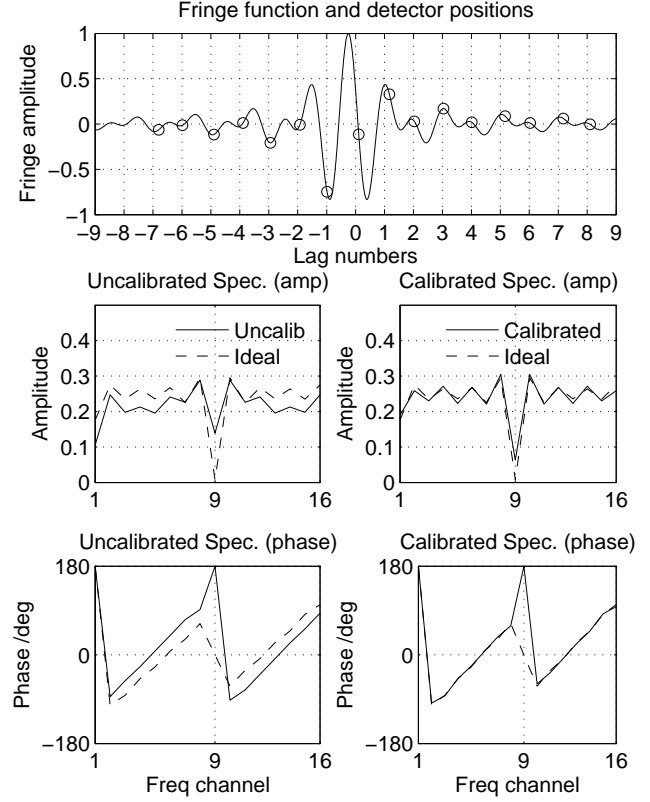 Fringe function and detector positions
1
0.5
0
−0.5
−1
Fringe amplitude
−9 −8 −7 −6 −5 −4 −3 −2 −1 0 1 2 3 4 5 6 7 8 9
Lag numbers
Uncalibrated Spec. (amp)
Uncalib
Ideal
0.4
0.3
0.2
0.1
0
Amplitude
1 9 16
Calibrated Spec. (amp)
Calibrated
Ideal
0.4
0.3
0.2
0.1
0
Amplitude
1 9 16
Uncalibrated Spec. (phase)
180
0
−180
Phase /deg
1 16
Freq channel
Calibrated Spec. (phase)
180
0
−180
Phase /deg
1 9 16
Freq channel